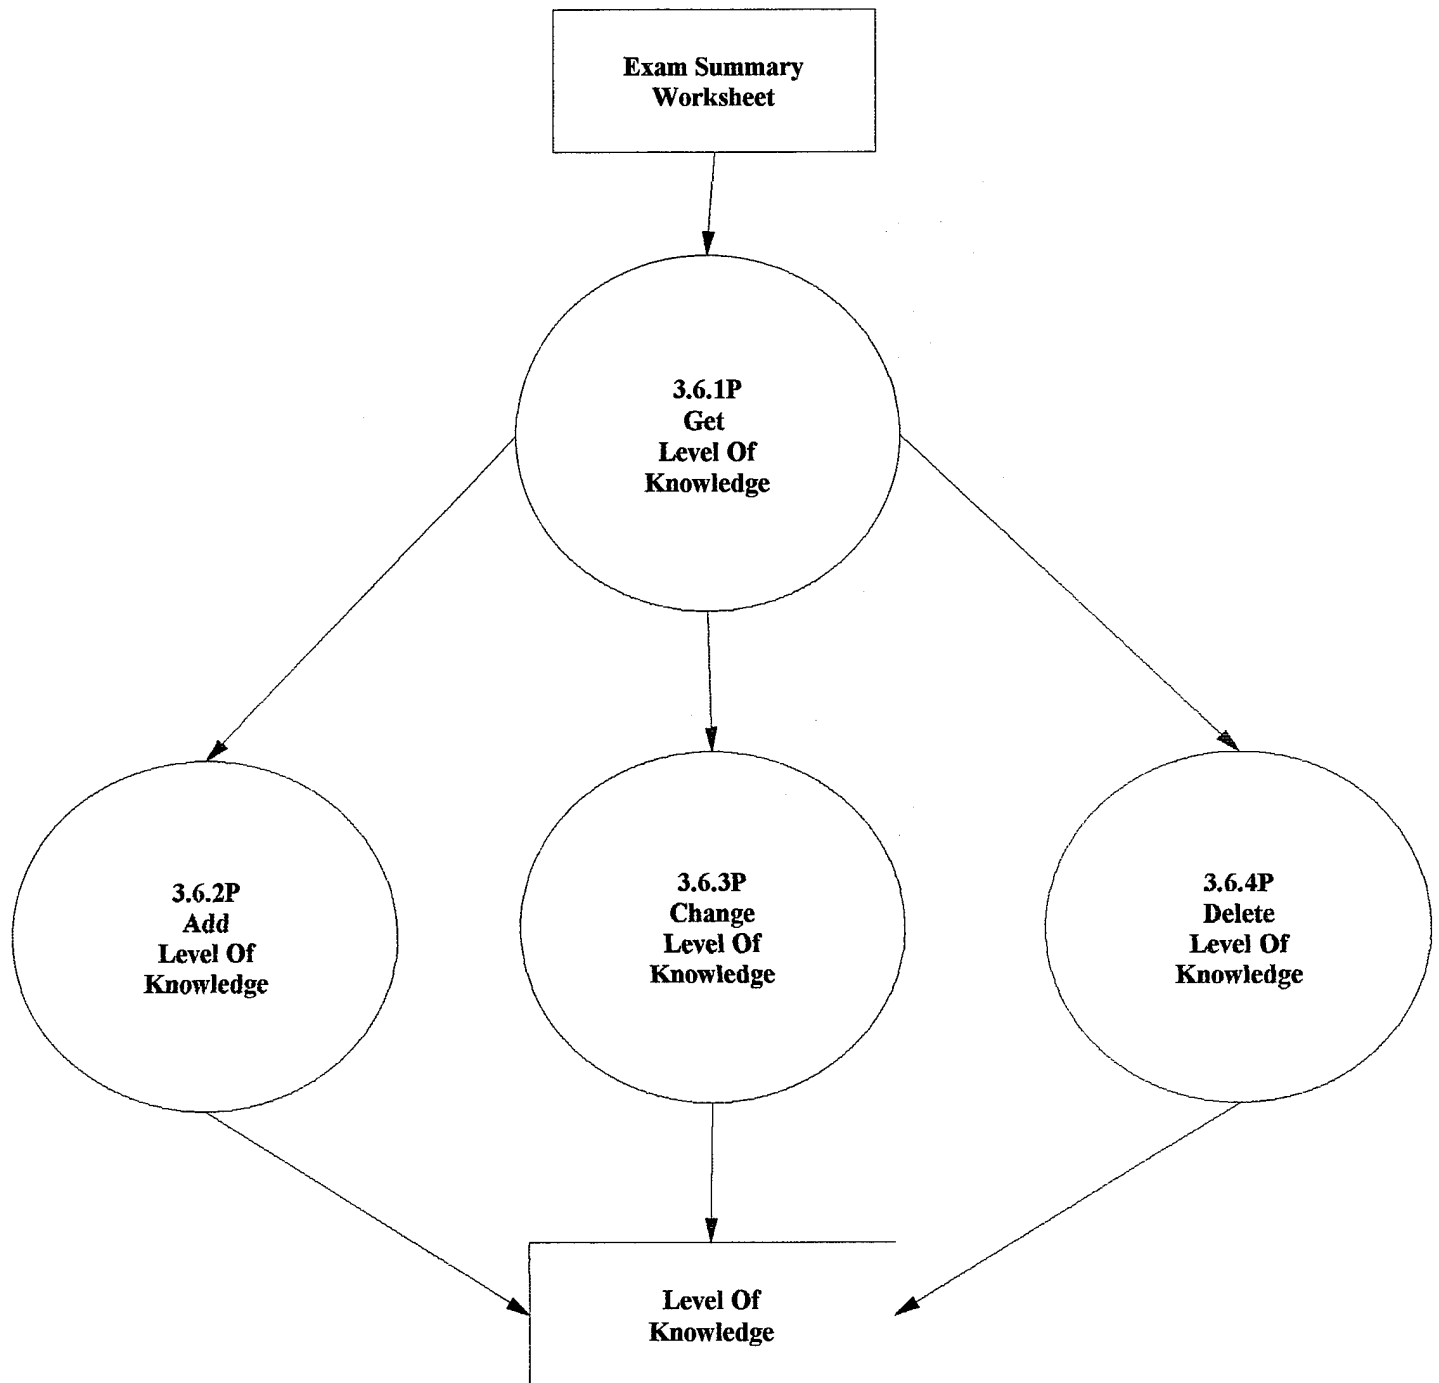 Exam Summary
Worksheet
3.6.1P
Get
Level Of
Knowledge
3.6.2P
Add
Level Of
Knowledge
3.6.3P
Change
Level Of
Knowledge
3.6.4P
Delete
Level Of
Knowledge
Level Of
Knowledge